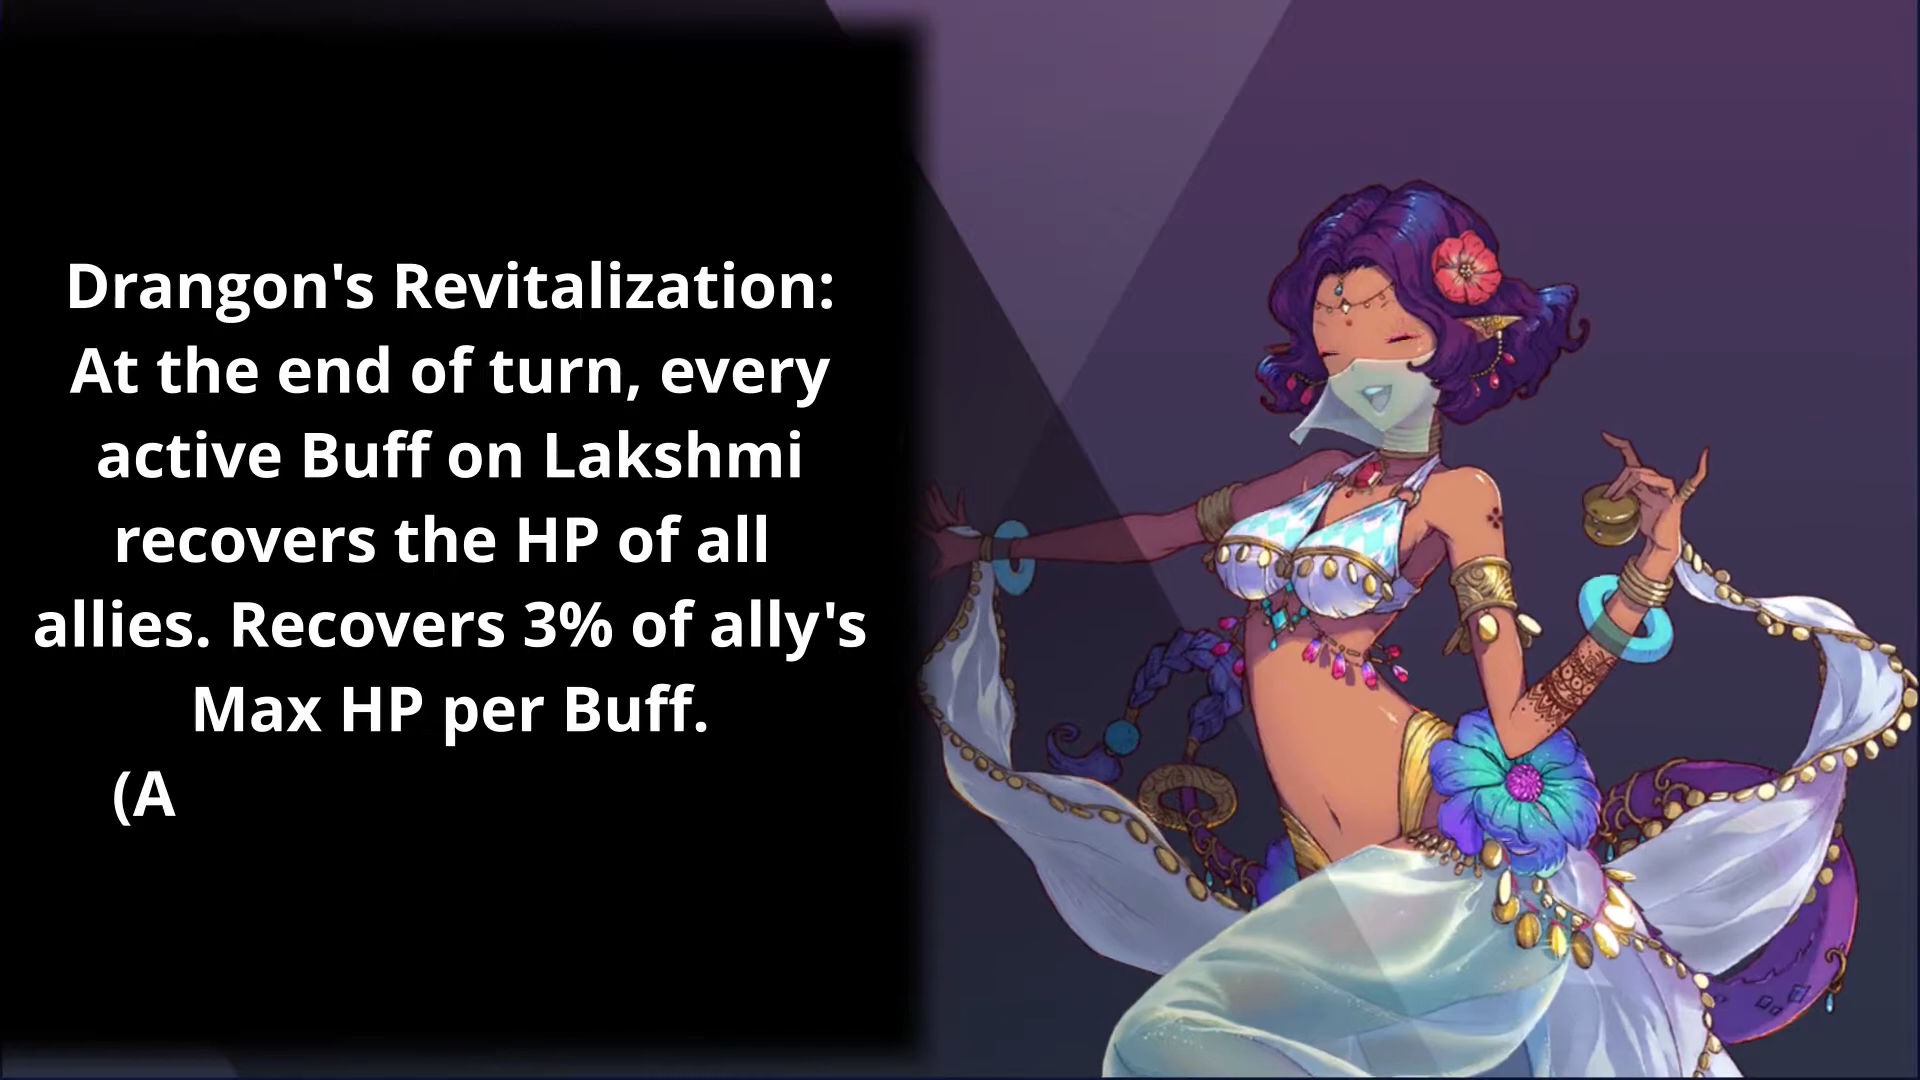 Drangon's Revitalization:
At the end of turn, every
active Buff on Lakshmi
recovers the HP of all
allies. Recovers 3% of ally's
Max HP per Buff.
(A